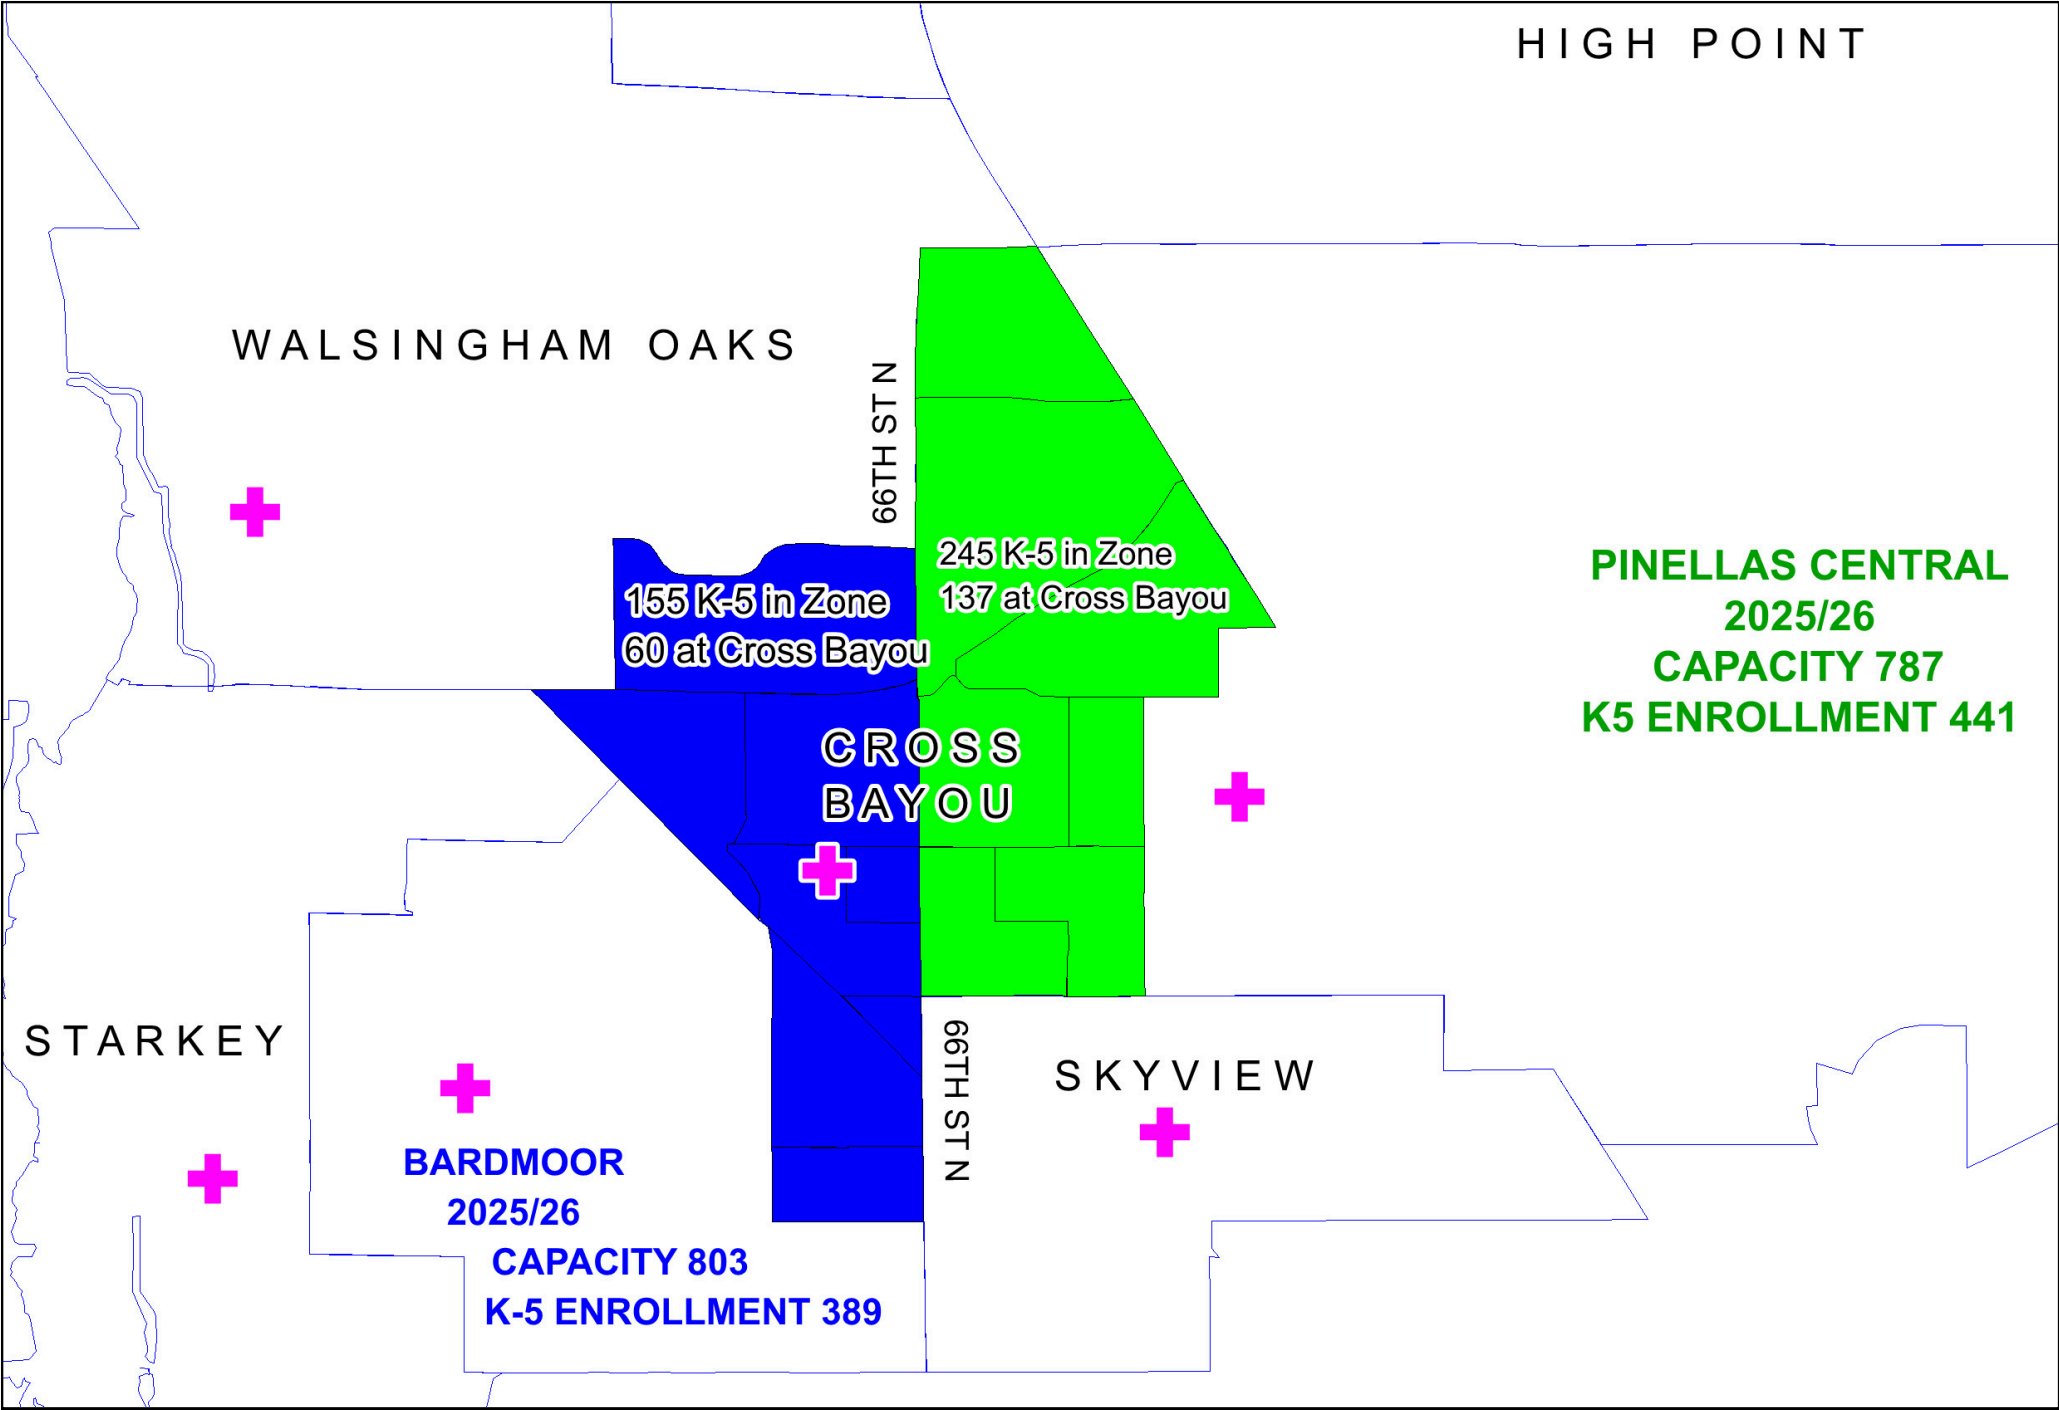 HIGH POINT
WALSINGHAM OAKS
66TH ST N
245 K-5 in Zone
137 at Cross Bayou
155 K-5 in Zone
60 at Cross Bayou
PINELLAS CENTRAL
2025/26
CAPACITY 787
K5 ENROLLMENT 441
CROSS
BAYOU
STARKEY
66TH ST N
SKYVIEW
BARDMOOR
2025/26
CAPACITY 803
K-5 ENROLLMENT 389